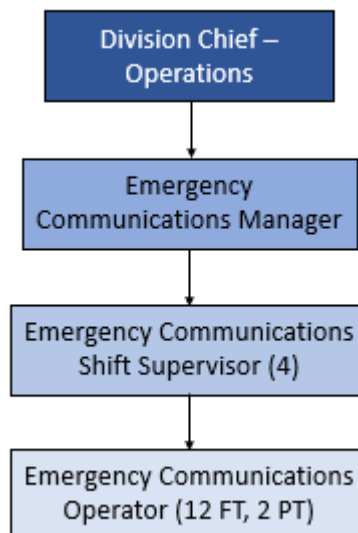 Division Chief –
Operations
Emergency
Communications Manager
Emergency Communications
Shift Supervisor (4)
Emergency Communications
Operator (12 FT, 2 PT)